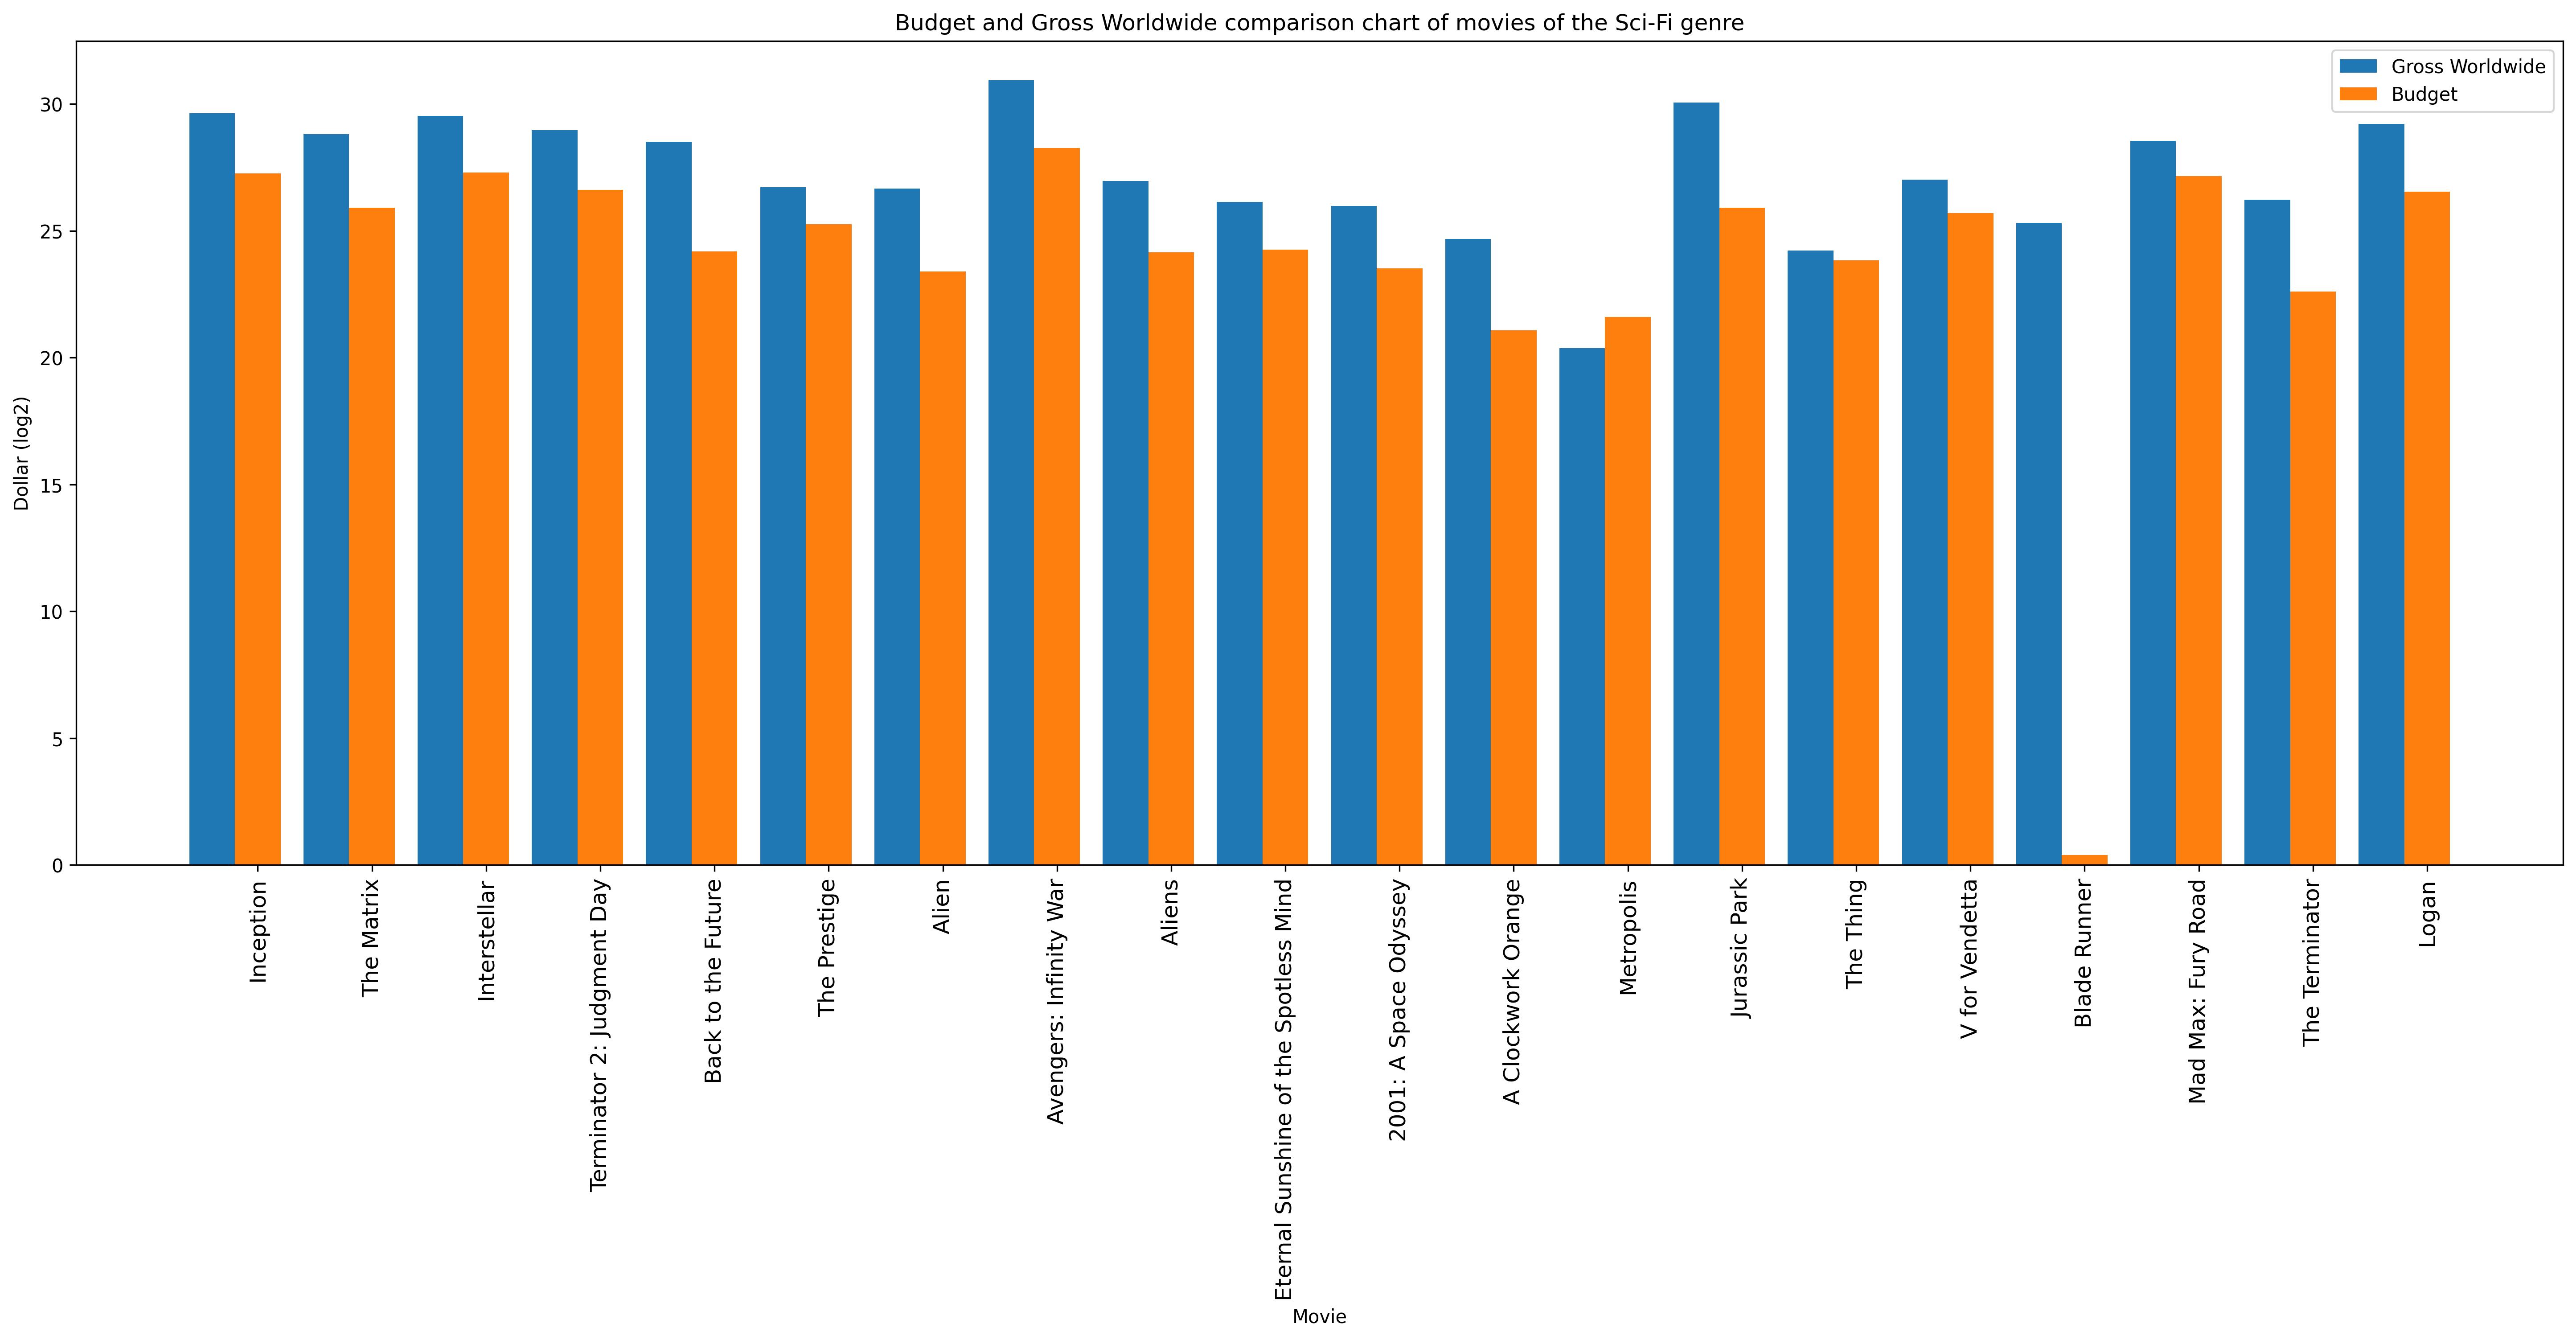 Budget and Gross Worldwide comparison chart of movies of the Sci-Fi genre
Gross Worldwide
Budget
Dollar (log2)
30
25
20
15
10
5
0
Inception
The Matrix
Interstellar
Terminator 2: Judgment Day
Back to the Future
The Prestige
Alien
Avengers: Infinity War
Aliens
Eternal Sunshine of the Spotless Mind
2001: A Space Odyssey
A Clockwork Orange
Metropolis
Jurassic Park
The Thing
V for Vendetta
Blade Runner
Mad Max: Fury Road
The Terminator
Logan
Movie